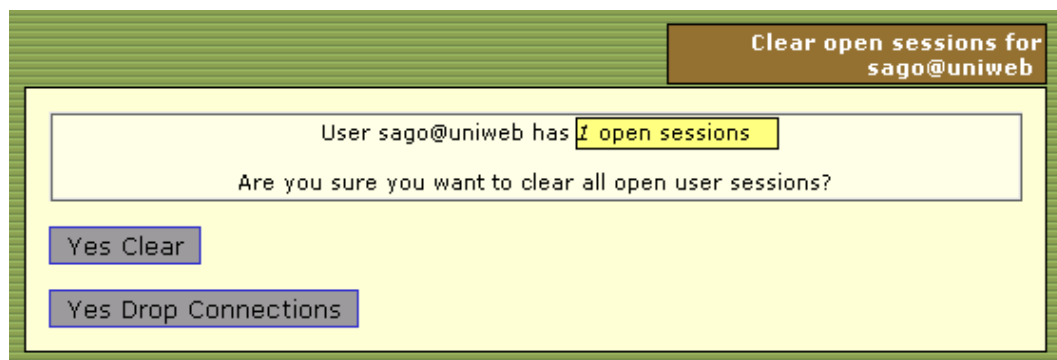 Clear open sessions for
sago@uniweb
User sago@uniweb has 1 open sessions
Are you sure you want to clear all open user sessions?
Yes Clear
Yes Drop Connections